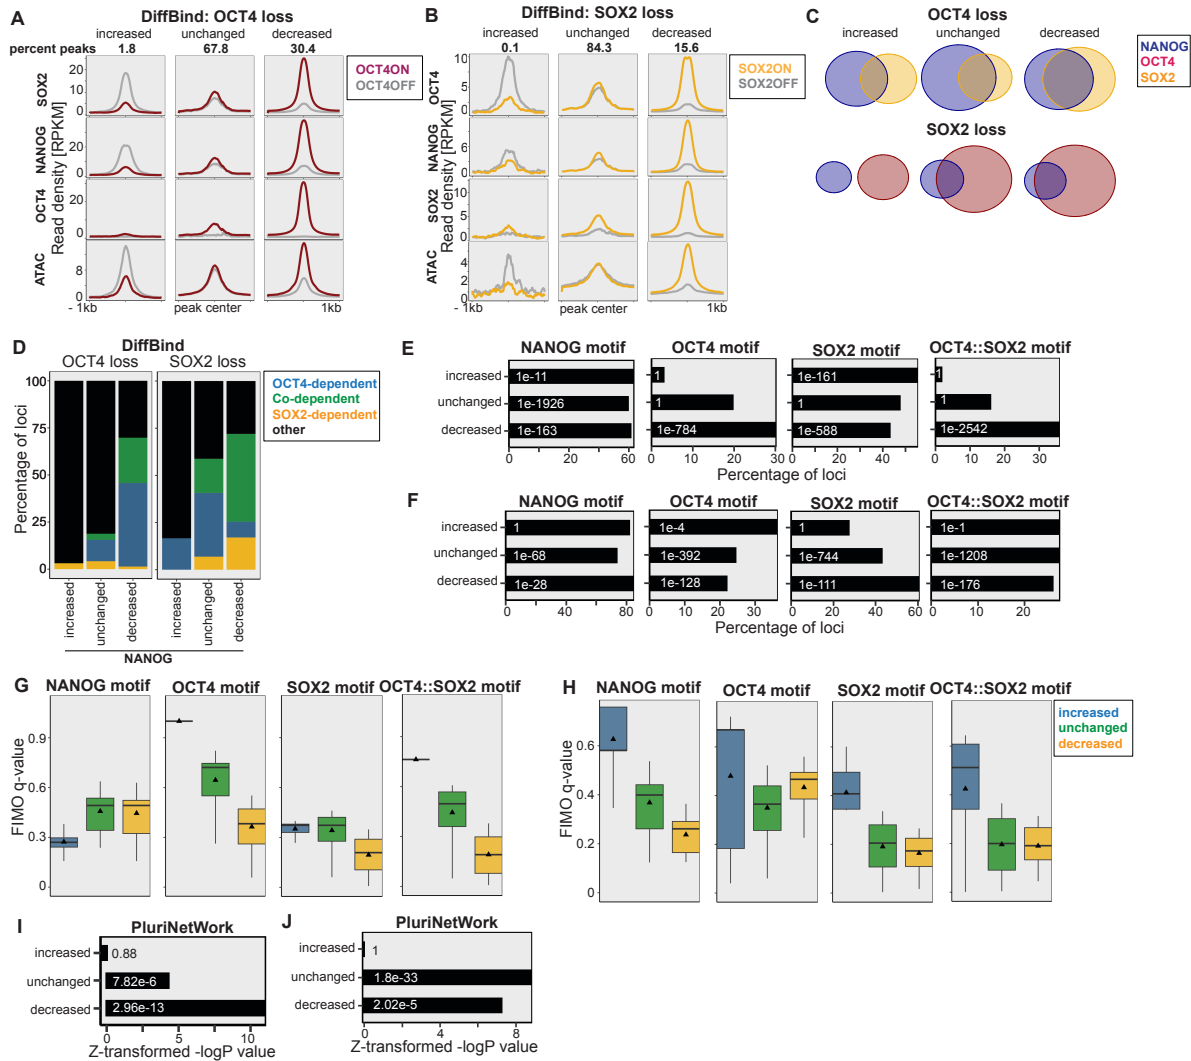 A
DiffBind: OCT4 loss
increased unchanged decreased
percent peaks 1.8 67.8 30.4
OCT4ON
OCT4OFF
SOX2
20
10
0
NANOG
20
0
OCT4
20
0
ATAC
8
0
Read density [RPKM]
- 1kb peak center 1kb
B
DiffBind: SOX2 loss
increased unchanged decreased
0.1 84.3 15.6
SOX2ON
SOX2OFF
OCT4
10
5
0
NANOG
6
0
SOX2
10
5
0
ATAC
4
2
0
Read density [RPKM]
- 1kb peak center 1kb
C
OCT4 loss
increased unchanged decreased
NANOG
OCT4
SOX2
SOX2 loss
D
DiffBind
OCT4 loss SOX2 loss
OCT4-dependent
Co-dependent
SOX2-dependent
other
Percentage of loci
100
75
50
25
0
increased unchanged decreased increased unchanged decreased
NANOG
E
NANOG motif OCT4 motif SOX2 motif OCT4::SOX2 motif
increased 1e-11 1 1e-161 1
unchanged 1e-1926 1 1 1
decreased 1e-163 1e-784 1e-588 1e-2542
0 20 40 60 0 10 20 30 0 20 40 0 10 20 30
Percentage of loci
F
NANOG motif OCT4 motif SOX2 motif OCT4::SOX2 motif
increased 1 1e-4 1 1e-1
unchanged 1e-68 1e-392 1e-744 1e-1208
decreased 1e-28 1e-128 1e-111 1e-176
0 40 80 0 10 20 30 0 20 40 60 0 20
Percentage of loci
G
NANOG motif OCT4 motif SOX2 motif OCT4::SOX2 motif
FIMO q-value
0.9
0.6
0.3
0
H
NANOG motif OCT4 motif SOX2 motif OCT4::SOX2 motif
increased
unchanged
decreased
FIMO q-value
0.6
0.4
0.2
0
I
PluriNetWork
increased 0.88
unchanged 7.82e-6
decreased 2.96e-13
0 5 10
Z-transformed -logP value
J
PluriNetWork
increased 1
unchanged 1.8e-33
decreased 2.02e-5
0 4 8
Z-transformed -logP value